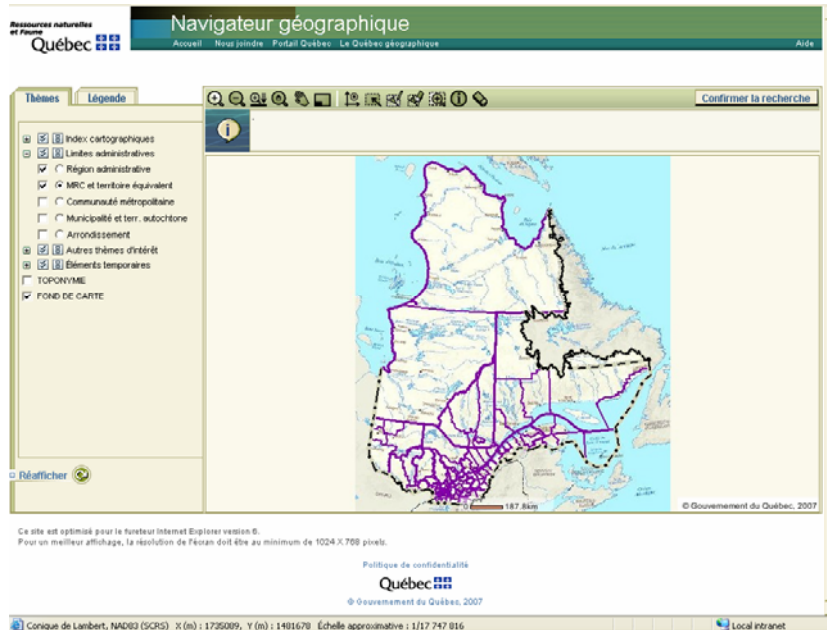 Ressources naturelles
et Faune
Québec
Navigateur géographique
Accueil Nous joindre Portail Québec Le Québec géographique
Aide
Thèmes Légende
Confirmer la recherche
Index cartographiques
Limites administratives
Région administrative
MRC et territoire équivalent
Communauté métropolitaine
Municipalité et terr. autochtone
Arrondissement
Autres thèmes d'intérêt
Éléments temporaires
TOPONYMIE
FOND DE CARTE
Réafficher
0 187.8km
© Gouvernement du Québec, 2007
Ce site est optimisé pour le fureteur Internet Explorer version 6.
Pour un meilleur affichage, la résolution de l'écran doit être au minimum de 1024 X 768 pixels.
Politique de confidentialité
Québec
© Gouvernement du Québec, 2007
Conique de Lambert, NAD83 (SCRS) X (m) : 1735089, Y (m) : 1481678 Échelle approximative : 1/17 747 816
Local intranet